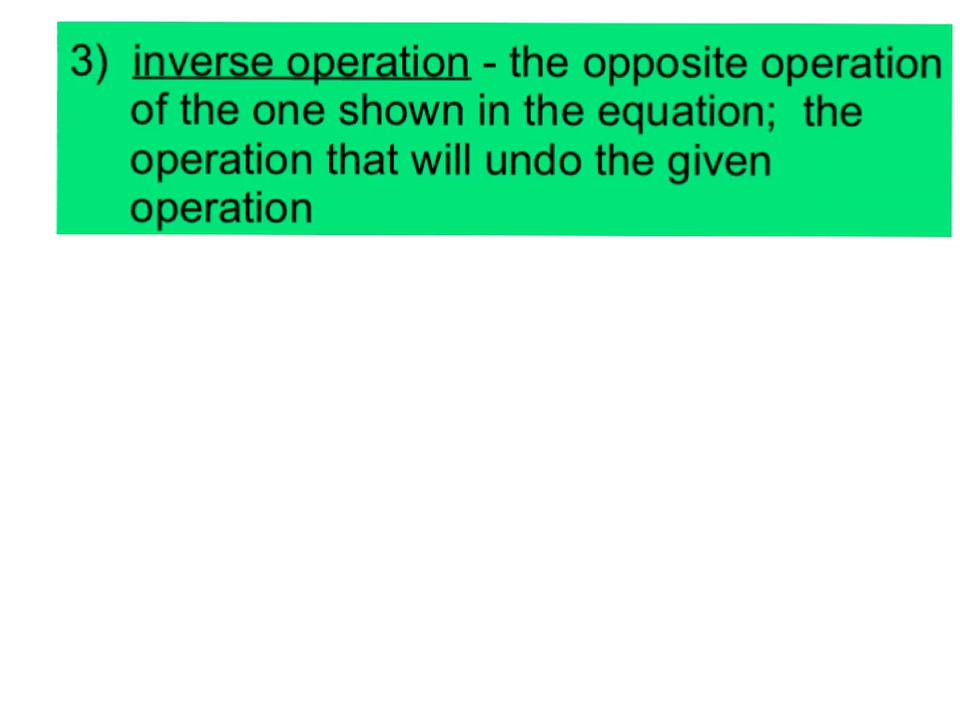 3) inverse operation - the opposite operation
of the one shown in the equation; the
operation that will undo the given
operation